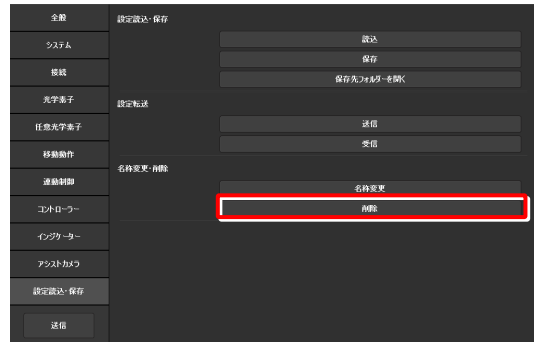 全般
システム
接続
光学素子
任意光学素子
移動動作
連動制御
コントローラー
インジケーター
アシストカメラ
設定読込・保存
送信
設定読込・保存
読込
保存
保存先フォルダーを開く
設定転送
送信
受信
名称変更・削除
名称変更
削除